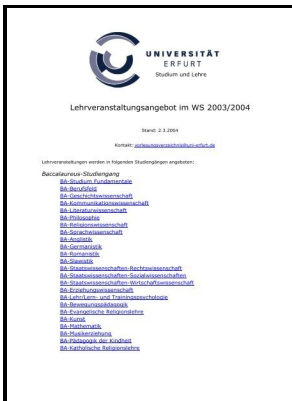 UNIVERSITÄT
ERFURT
Studium und Lehre
Lehrveranstaltungsangebot im WS 2003/2004
Stand: 2.3.2004
Kontakt: vorlesungsverzeichnis@uni-erfurt.de
Lehrveranstaltungen werden in folgenden Studiengängen angeboten:
Baccalaureus-Studiengang
BA-Studium Fundamentale
BA-Berufsfeld
BA-Geschichtswissenschaft
BA-Kommunikationswissenschaft
BA-Literaturwissenschaft
BA-Philosophie
BA-Religionswissenschaft
BA-Sprachwissenschaft
BA-Anglistik
BA-Germanistik
BA-Romanistik
BA-Slawistik
BA-Staatswissenschaften-Rechtswissenschaft
BA-Staatswissenschaften-Sozialwissenschaften
BA-Staatswissenschaften-Wirtschaftswissenschaft
BA-Erziehungswissenschaft
BA-Lehr/Lern- und Trainingspsychologie
BA-Bewegungspädagogik
BA-Evangelische Religionslehre
BA-Kunst
BA-Mathematik
BA-Musikerziehung
BA-Pädagogik der Kindheit
BA-Katholische Religionslehre